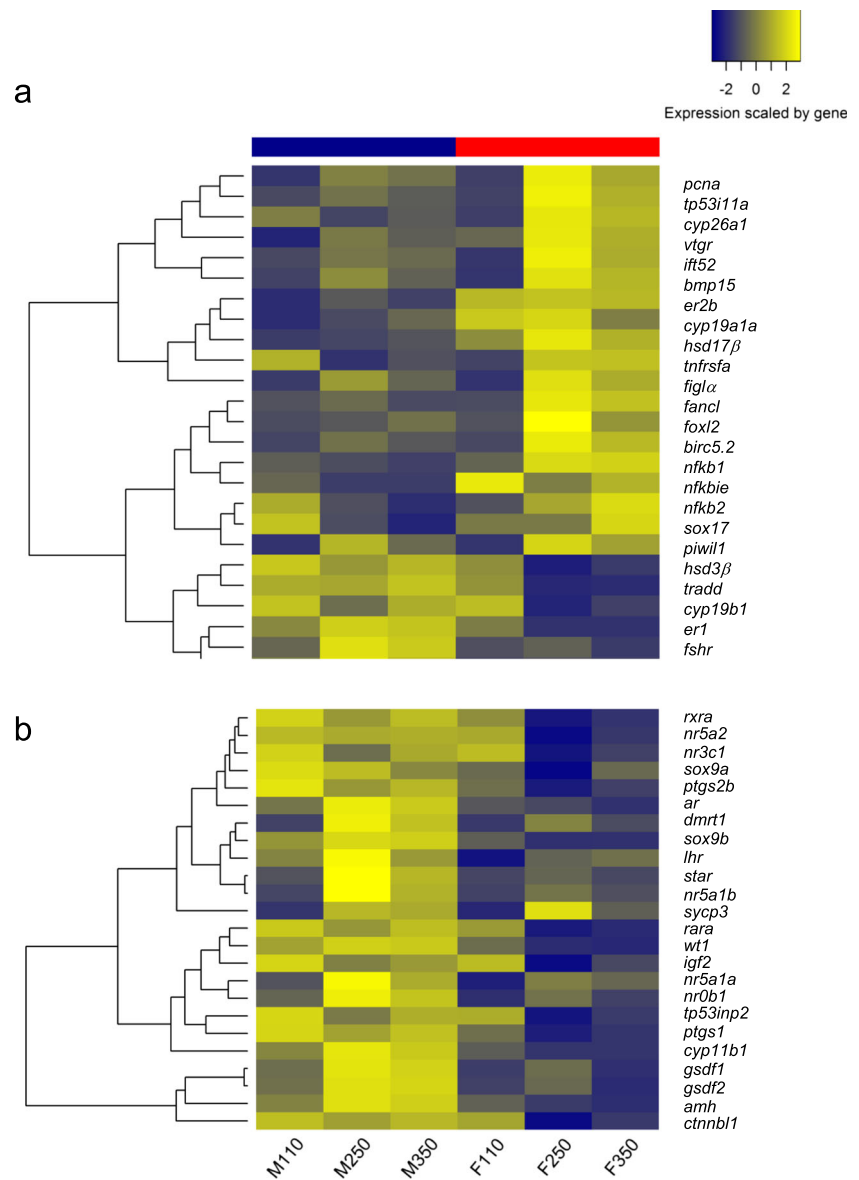 -2 0 2
Expression scaled by gene
a
pcna
tp53i11a
cyp26a1
vtgr
ift52
bmp15
er2b
cyp19a1a
hsd17β
tnfrsfa
figlα
fancl
foxl2
birc5.2
nfkb1
nfkbie
nfkb2
sox17
piwil1
hsd3β
tradd
cyp19b1
er1
fshr
b
rxra
nr5a2
nr3c1
sox9a
ptgs2b
ar
dmrt1
sox9b
lhr
star
nr5a1b
sycp3
rara
wt1
igf2
nr5a1a
nr0b1
tp53inp2
ptgs1
cyp11b1
gsdf1
gsdf2
amh
ctnnbl1
M110 M250 M350 F110 F250 F350